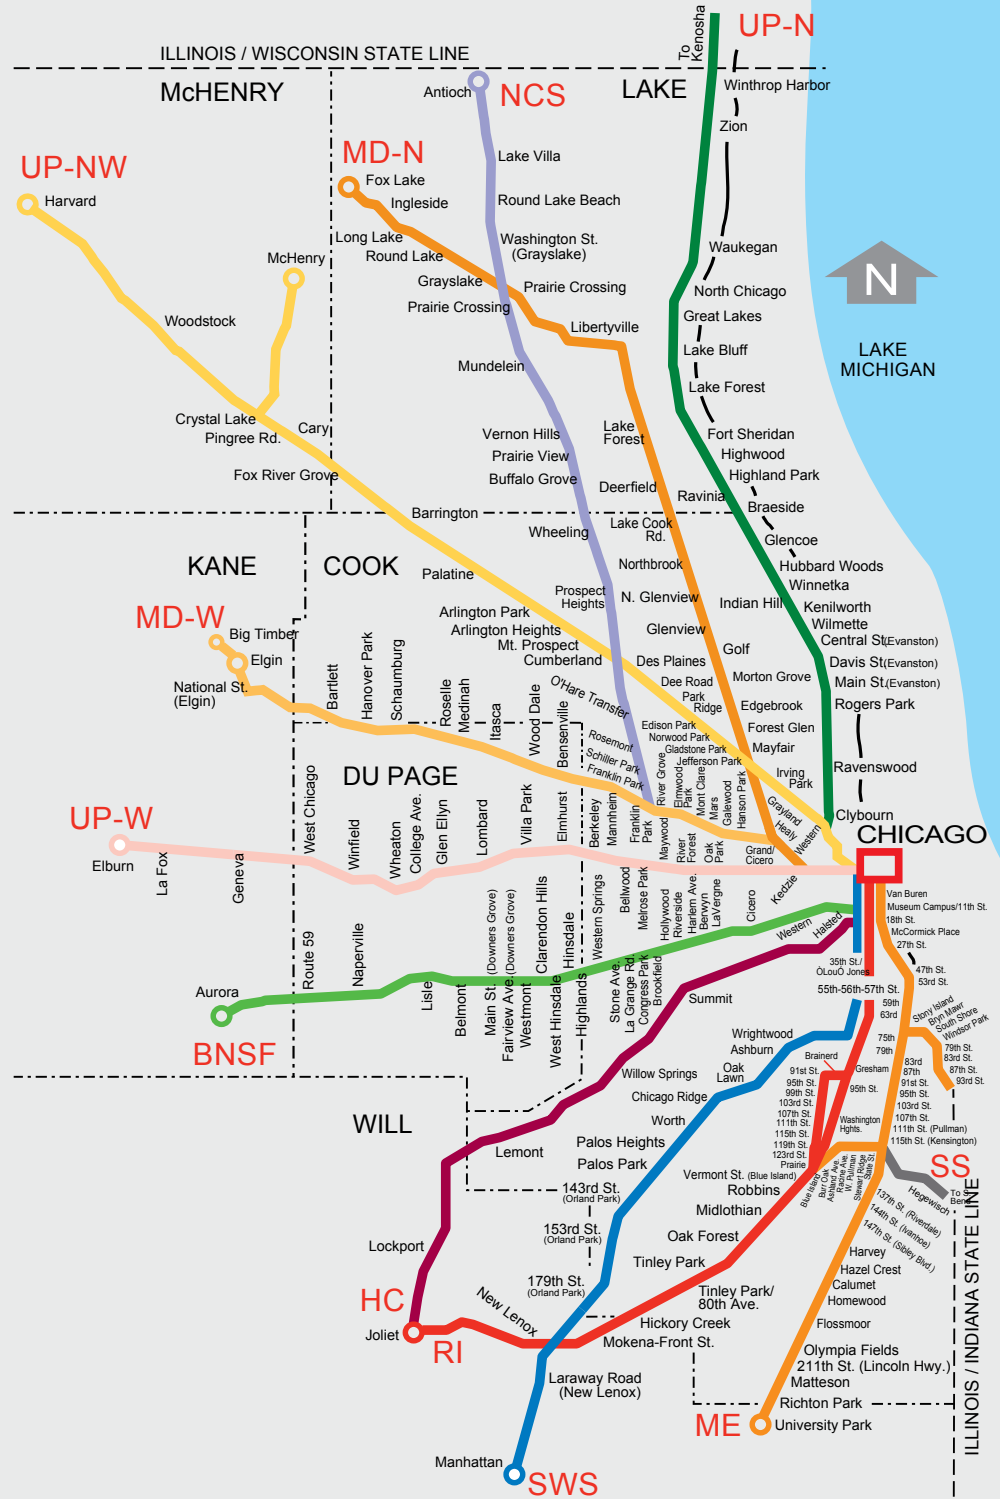 To
Kenosha
UP-N
ILLINOIS / WISCONSIN STATE LINE
McHENRY
Antioch
NCS
LAKE
Winthrop Harbor
Zion
UP-NW
Harvard
MD-N
Fox Lake
Ingleside
Long Lake
Round Lake
Grayslake
Prairie Crossing
Lake Villa
Round Lake Beach
Washington St.
(Grayslake)
Prairie Crossing
Libertyville
Waukegan
North Chicago
Great Lakes
Lake Bluff
Lake Forest
N
LAKE
MICHIGAN
McHenry
Woodstock
Crystal Lake
Pingree Rd.
Cary
Fox River Grove
Mundelein
Vernon Hills
Prairie View
Buffalo Grove
Lake
Forest
Deerfield
Ravinia
Fort Sheridan
Highwood
Highland Park
Braeside
Glencoe
Hubbard Woods
Winnetka
Indian Hill
Kenilworth
Wilmette
Central St.(Evanston)
Davis St.(Evanston)
Main St.(Evanston)
Rogers Park
Ravenswood
Clybourn
Barrington
Wheeling
Lake Cook
Rd.
Northbrook
N. Glenview
Glenview
Golf
Morton Grove
Edgebrook
Forest Glen
Mayfair
KANE
COOK
Palatine
Prospect
Heights
Arlington Park
Arlington Heights
Mt. Prospect
Cumberland
Des Plaines
Dee Road
Park
Ridge
Edison Park
Norwood Park
Gladstone Park
Jefferson Park
Irving
Park
MD-W
Big Timber
Elgin
National St.
(Elgin)
Bartlett
Hanover Park
Schaumburg
Roselle
Medinah
Itasca
Wood Dale
Bensenville
O'Hare Transfer
Rosemont
Schiller Park
Franklin Park
Mannheim
Franklin
Park
River Grove
Elmwood
Park
Mont Clare
Mars
Galewood
Hanson Park
Grand/
Cicero
Grayland
Healy
Western
DU PAGE
UP-W
Elburn
La Fox
Geneva
West Chicago
Winfield
Wheaton
College Ave.
Glen Ellyn
Lombard
Villa Park
Elmhurst
Berkeley
Bellwood
Melrose Park
Maywood
River
Forest
Oak
Park
Kedzie
CHICAGO
BNSF
Aurora
Route 59
Naperville
Lisle
Belmont
Main St. (Downers Grove)
Fairview Ave.(Downers Grove)
Westmont
Clarendon Hills
West Hinsdale
Hinsdale
Highlands
Western Springs
Stone Ave.
La Grange Rd.
Congress Park
Brookfield
Hollywood
Riverside
Harlem Ave.
Berwyn
LaVergne
Cicero
Western
Halsted
Van Buren
Museum Campus/11th St.
18th St.
McCormick Place
27th St.
47th St.
53rd St.
35th St./
ÒLouÓ Jones
55th-56th-57th St.
59th
63rd
Stony Island
Bryn Mawr
South Shore
Windsor Park
79th St.
83rd St.
87th St.
93rd St.
75th
79th
83rd
87th
91st St.
95th St.
103rd St.
107th St.
111th St. (Pullman)
115th St. (Kensington)
Summit
Willow Springs
Lemont
Lockport
WILL
Wrightwood
Ashburn
Oak
Lawn
Chicago Ridge
Worth
Palos Heights
Palos Park
143rd St.
(Orland Park)
153rd St.
(Orland Park)
179th St.
(Orland Park)
Brainerd
91st St.
95th St.
99th St.
103rd St.
107th St.
111th St.
115th St.
119th St.
123rd St.
Prairie
Gresham
95th St.
Washington
Hghts.
Vermont St. (Blue Island)
Robbins
Midlothian
Oak Forest
Tinley Park
Tinley Park/
80th Ave.
Hickory Creek
Mokena-Front St.
New Lenox
Blue Island
Burr Oak
Ashland Ave.
Racine Ave.
W. Pullman
Stewart Ridge
State St.
SS
To S.
Bend
Hegewisch
137th St. (Riverdale)
144th St. (Ivanhoe)
147th St. (Sibley Blvd.)
Harvey
Hazel Crest
Calumet
Homewood
Flossmoor
Olympia Fields
211th St. (Lincoln Hwy.)
Matteson
Richton Park
University Park
ME
ILLINOIS / INDIANA STATE LINE
HC
Joliet
RI
Laraway Road
(New Lenox)
Manhattan
SWS